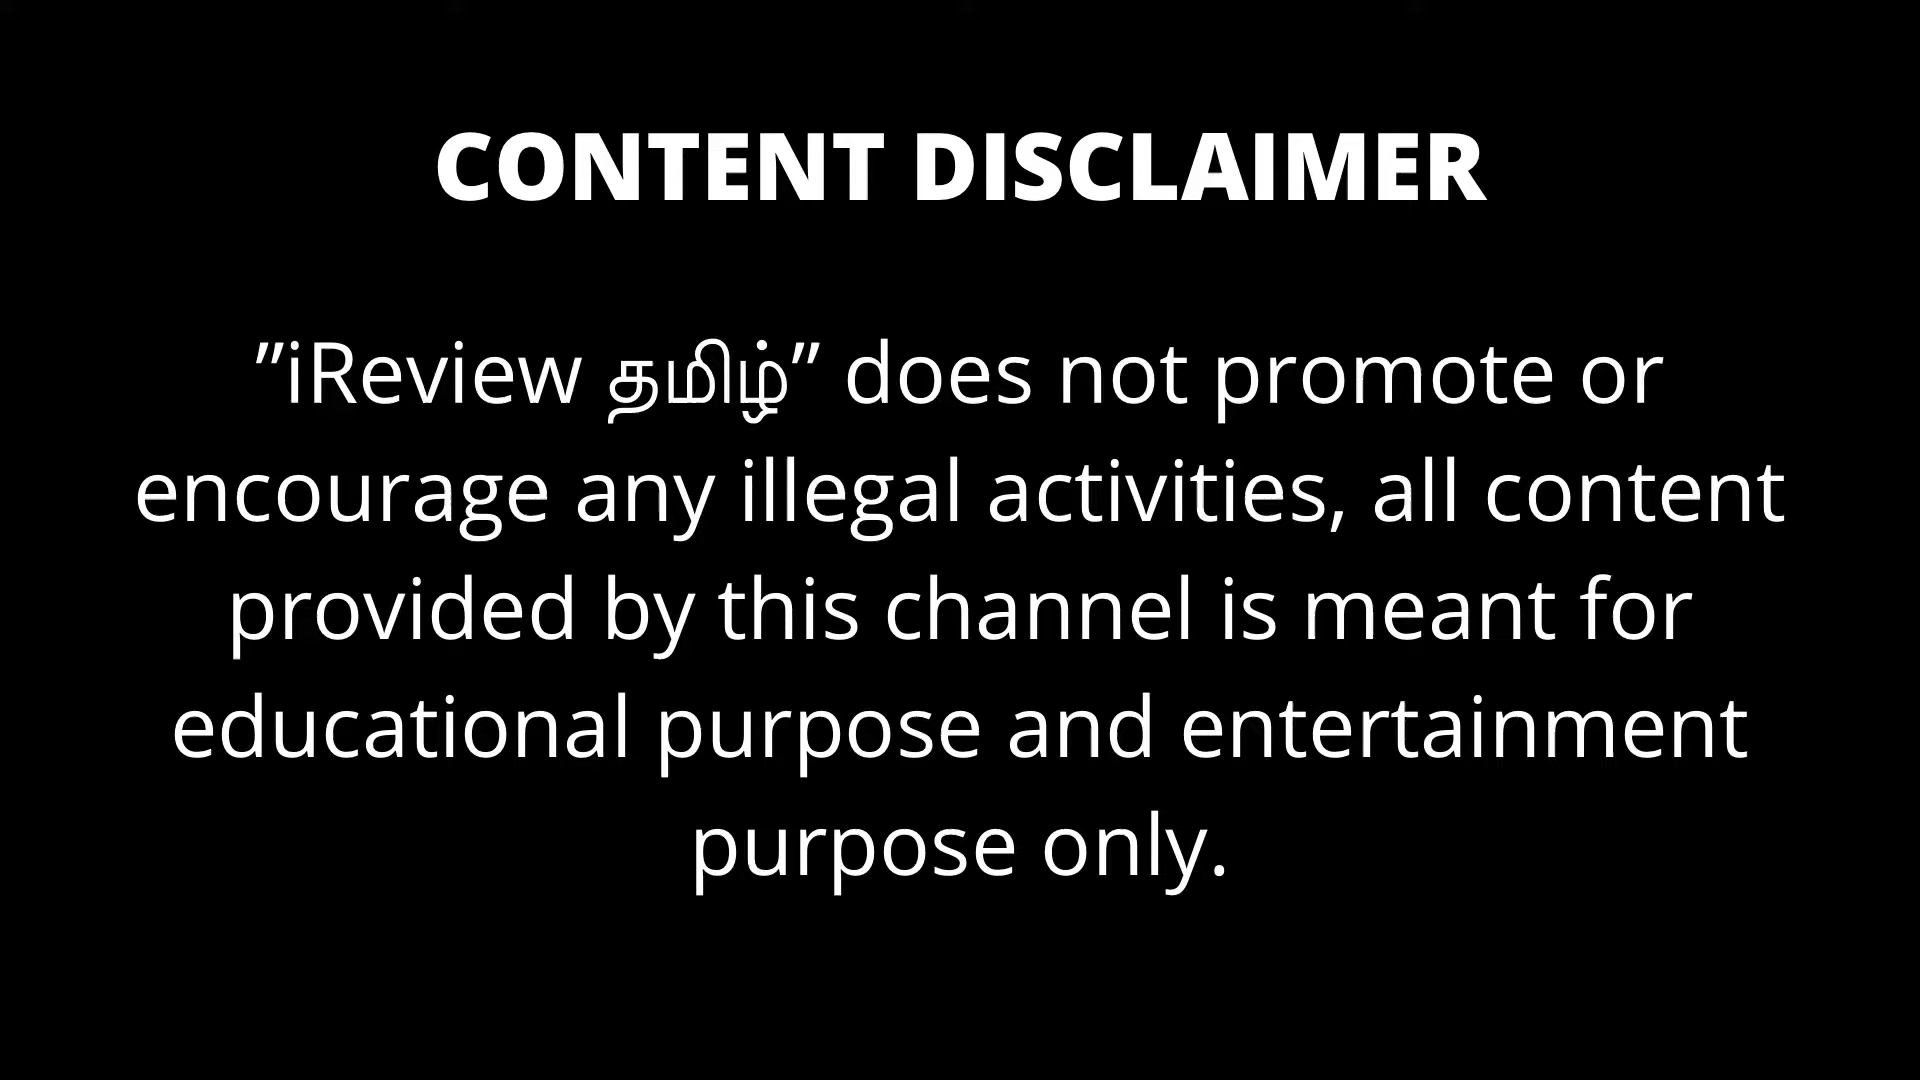 CONTENT DISCLAIMER
”iReview தமிழ்” does not promote or
encourage any illegal activities, all content
provided by this channel is meant for
educational purpose and entertainment
purpose only.